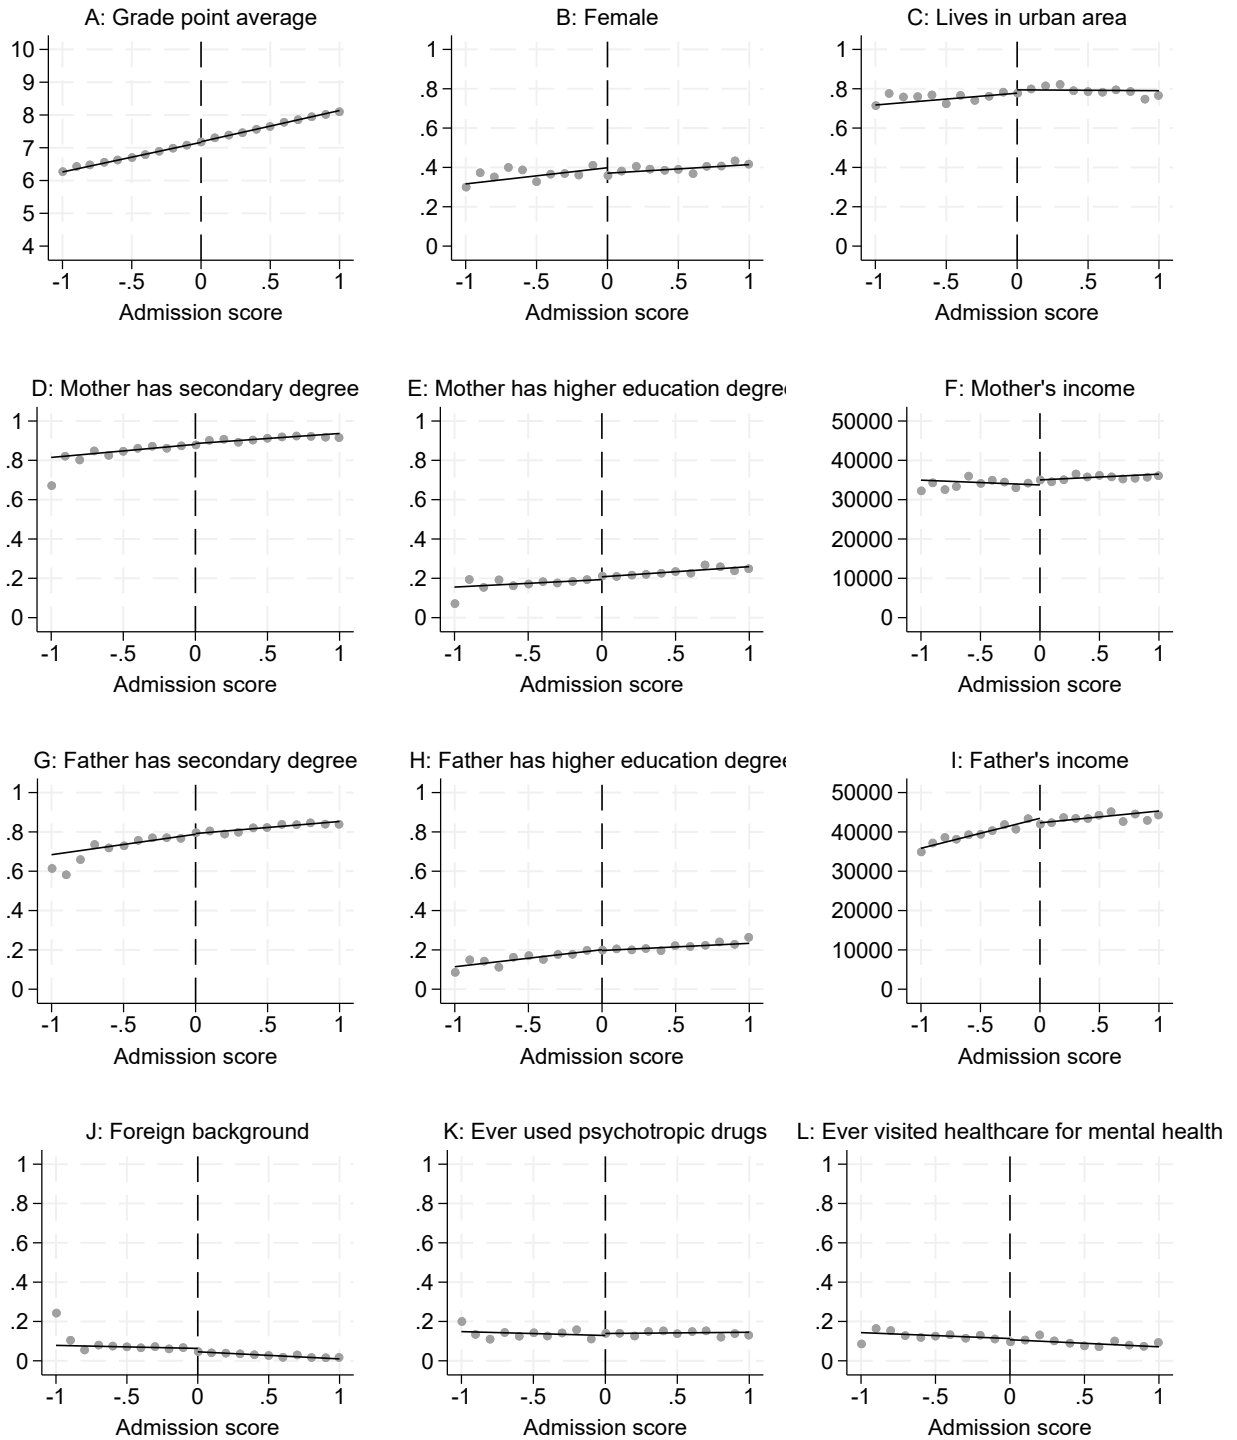 A: Grade point average
10
9
8
7
6
5
4
-1 -.5 0 .5 1
Admission score
B: Female
1
.8
.6
.4
.2
0
-1 -.5 0 .5 1
Admission score
C: Lives in urban area
1
.8
.6
.4
.2
0
-1 -.5 0 .5 1
Admission score
D: Mother has secondary degree
1
.8
.6
.4
.2
0
-1 -.5 0 .5 1
Admission score
E: Mother has higher education degre
1
.8
.6
.4
.2
0
-1 -.5 0 .5 1
Admission score
F: Mother's income
50000
40000
30000
20000
10000
0
-1 -.5 0 .5 1
Admission score
G: Father has secondary degree
1
.8
.6
.4
.2
0
-1 -.5 0 .5 1
Admission score
H: Father has higher education degre
1
.8
.6
.4
.2
0
-1 -.5 0 .5 1
Admission score
I: Father's income
50000
40000
30000
20000
10000
0
-1 -.5 0 .5 1
Admission score
J: Foreign background
1
.8
.6
.4
.2
0
-1 -.5 0 .5 1
Admission score
K: Ever used psychotropic drugs
1
.8
.6
.4
.2
0
-1 -.5 0 .5 1
Admission score
L: Ever visited healthcare for mental health
1
.8
.6
.4
.2
0
-1 -.5 0 .5 1
Admission score